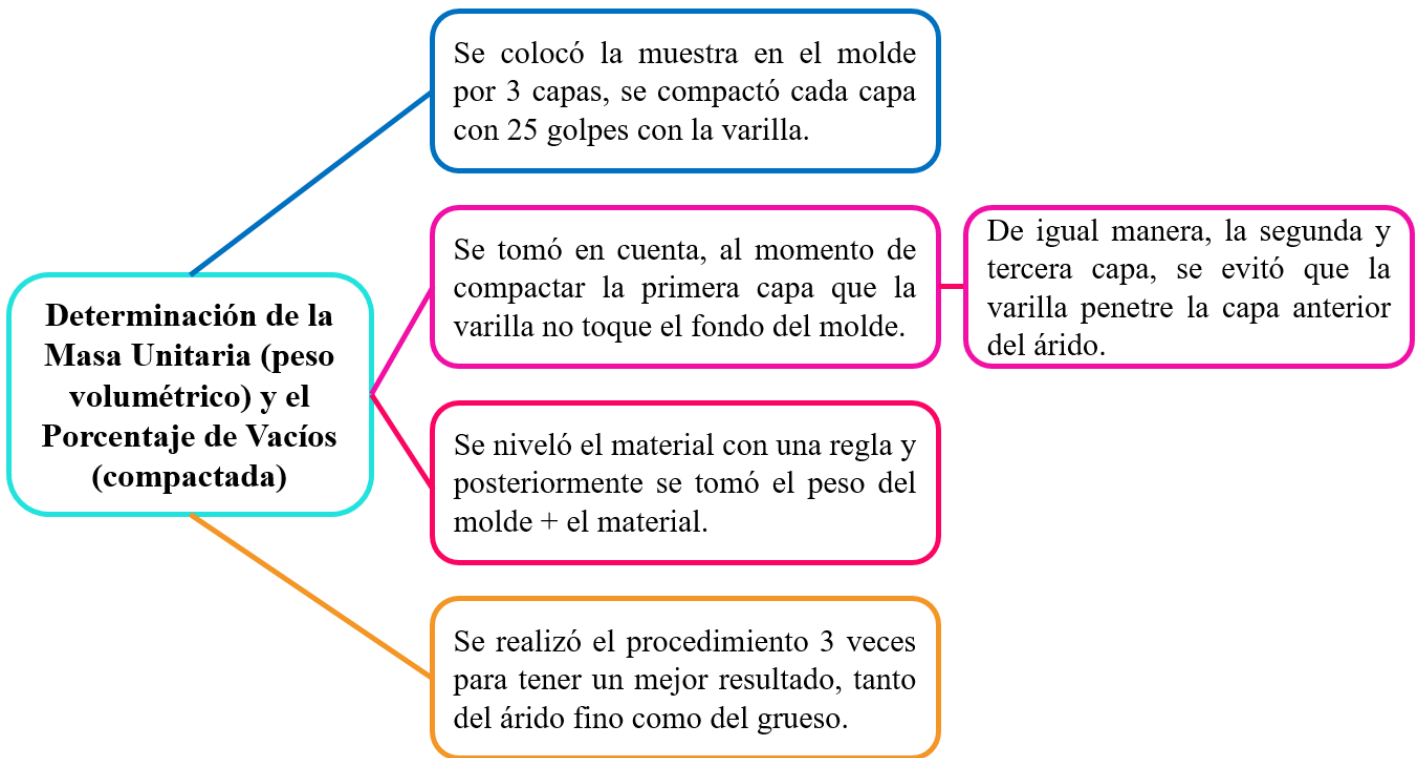 Determinación de la
Masa Unitaria (peso
volumétrico) y el
Porcentaje de Vacíos
(compactada)
Se colocó la muestra en el molde
por 3 capas, se compactó cada capa
con 25 golpes con la varilla.
Se tomó en cuenta, al momento de
compactar la primera capa que la
varilla no toque el fondo del molde.
De igual manera, la segunda y
tercera capa, se evitó que la
varilla penetre la capa anterior
del árido.
Se niveló el material con una regla y
posteriormente se tomó el peso del
molde + el material.
Se realizó el procedimiento 3 veces
para tener un mejor resultado, tanto
del árido fino como del grueso.